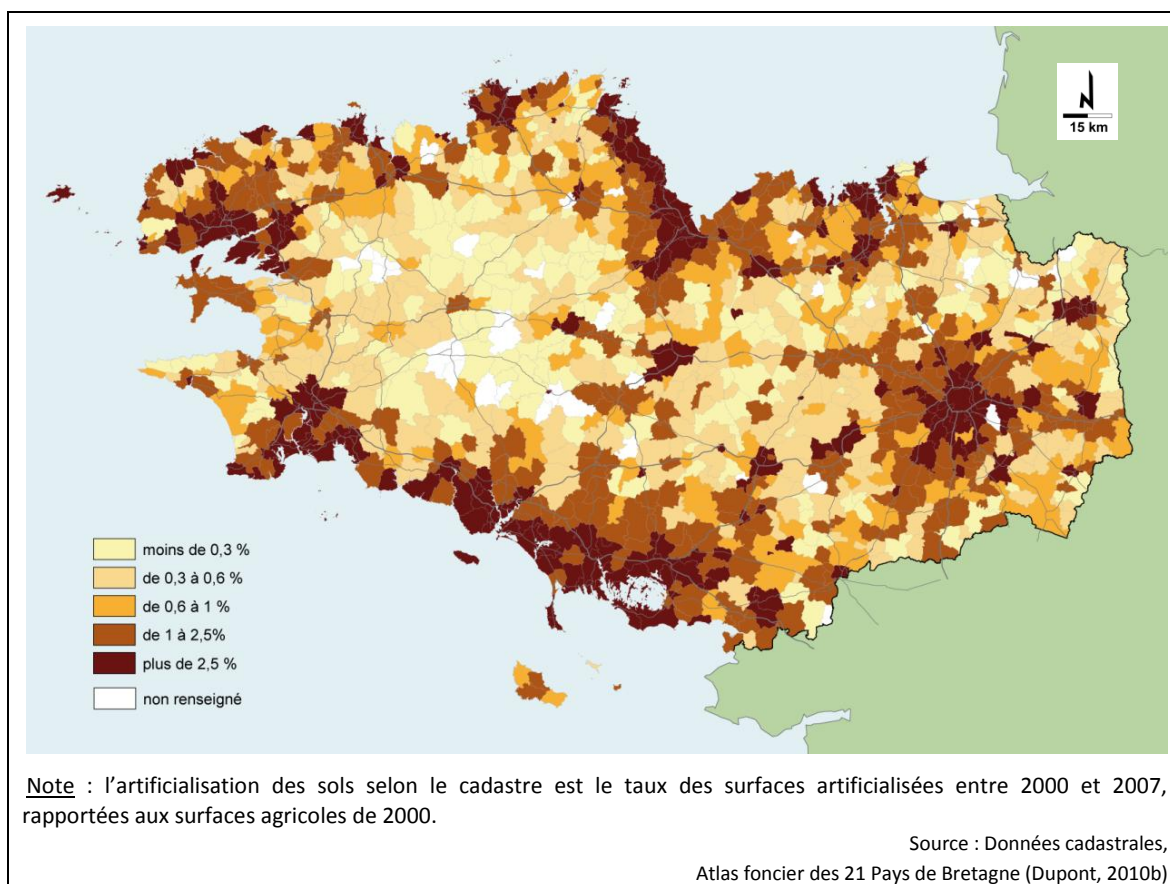 N
15 km
moins de 0,3 %
de 0,3 à 0,6 %
de 0,6 à 1 %
de 1 à 2,5%
plus de 2,5 %
non renseigné
Note : l’artificialisation des sols selon le cadastre est le taux des surfaces artificialisées entre 2000 et 2007,
rapportées aux surfaces agricoles de 2000.
Source : Données cadastrales,
Atlas foncier des 21 Pays de Bretagne (Dupont, 2010b)